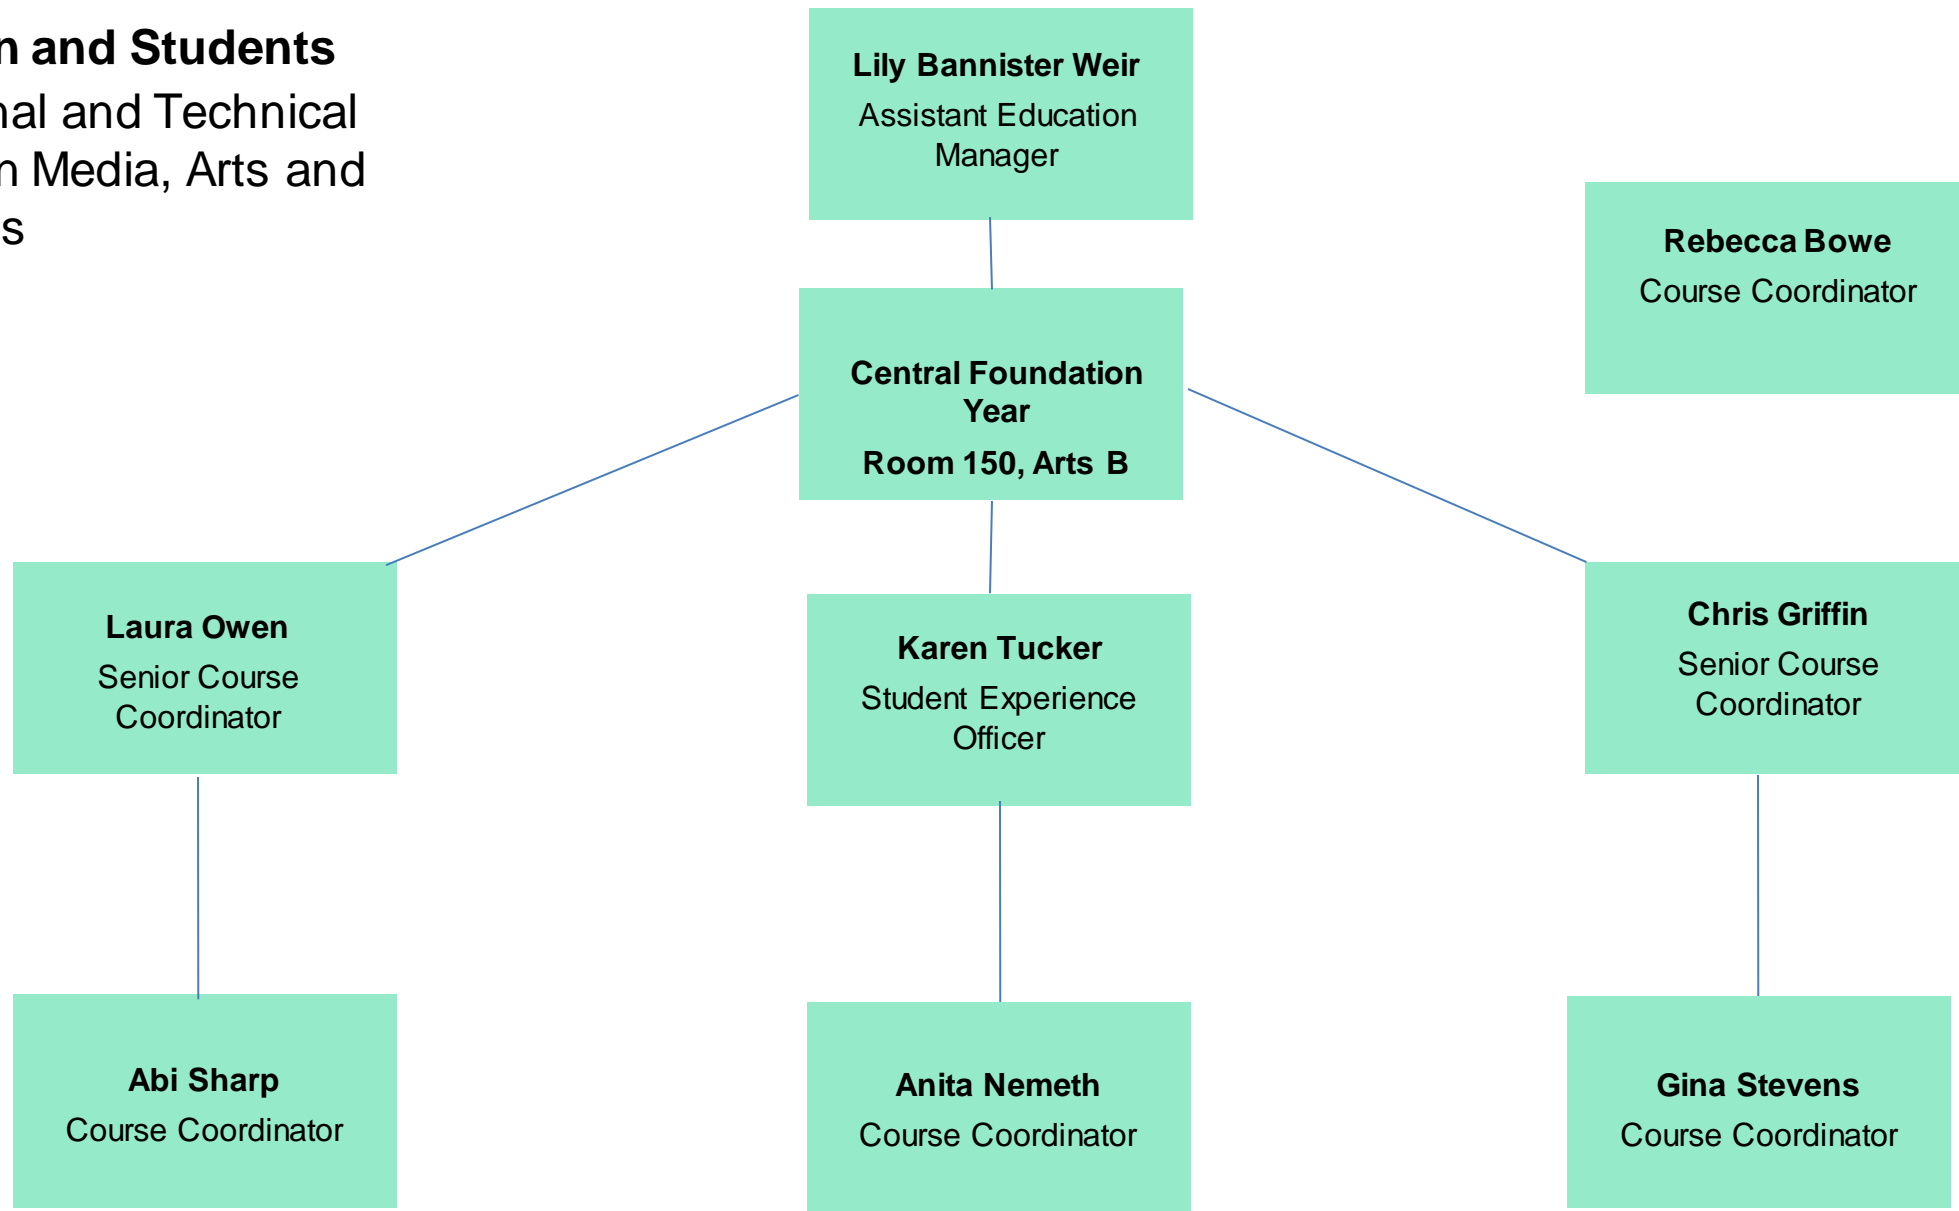 n and Students
nal and Technical
n Media, Arts and
s
Lily Bannister Weir
Assistant Education
Manager
Rebecca Bowe
Course Coordinator
Central Foundation
Year
Room 150, Arts B
Laura Owen
Senior Course
Coordinator
Karen Tucker
Student Experience
Officer
Chris Griffin
Senior Course
Coordinator
Abi Sharp
Course Coordinator
Anita Nemeth
Course Coordinator
Gina Stevens
Course Coordinator